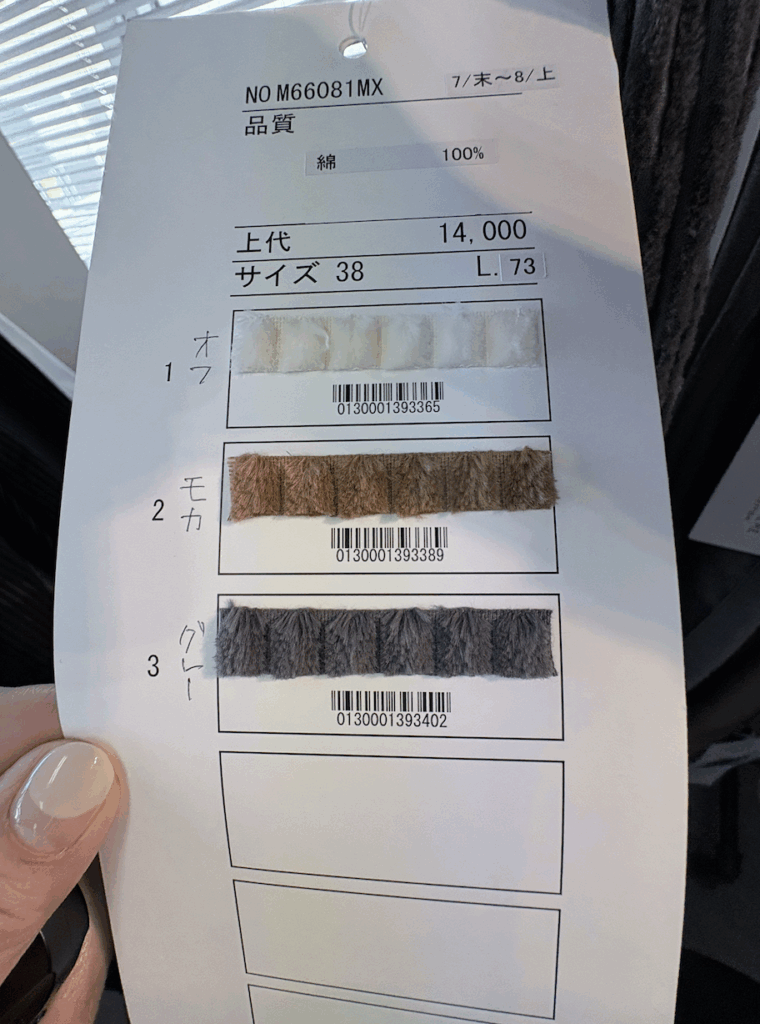 NO M66081MX 7/末～8/上
品質
綿 100%
上代 14,000
サイズ 38 L. 73
1 オフ
0130001393365
2 モカ
0130001393389
3 グレー
0130001393402